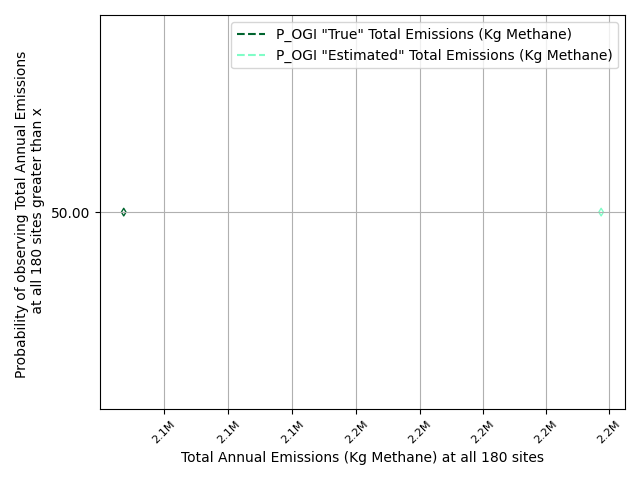 P_OGI "True" Total Emissions (Kg Methane)
P_OGI "Estimated" Total Emissions (Kg Methane)
Probability of observing Total Annual Emissions
at all 180 sites greater than x
50.00
2.1M
2.1M
2.1M
2.2M
2.2M
2.2M
2.2M
2.2M
Total Annual Emissions (Kg Methane) at all 180 sites